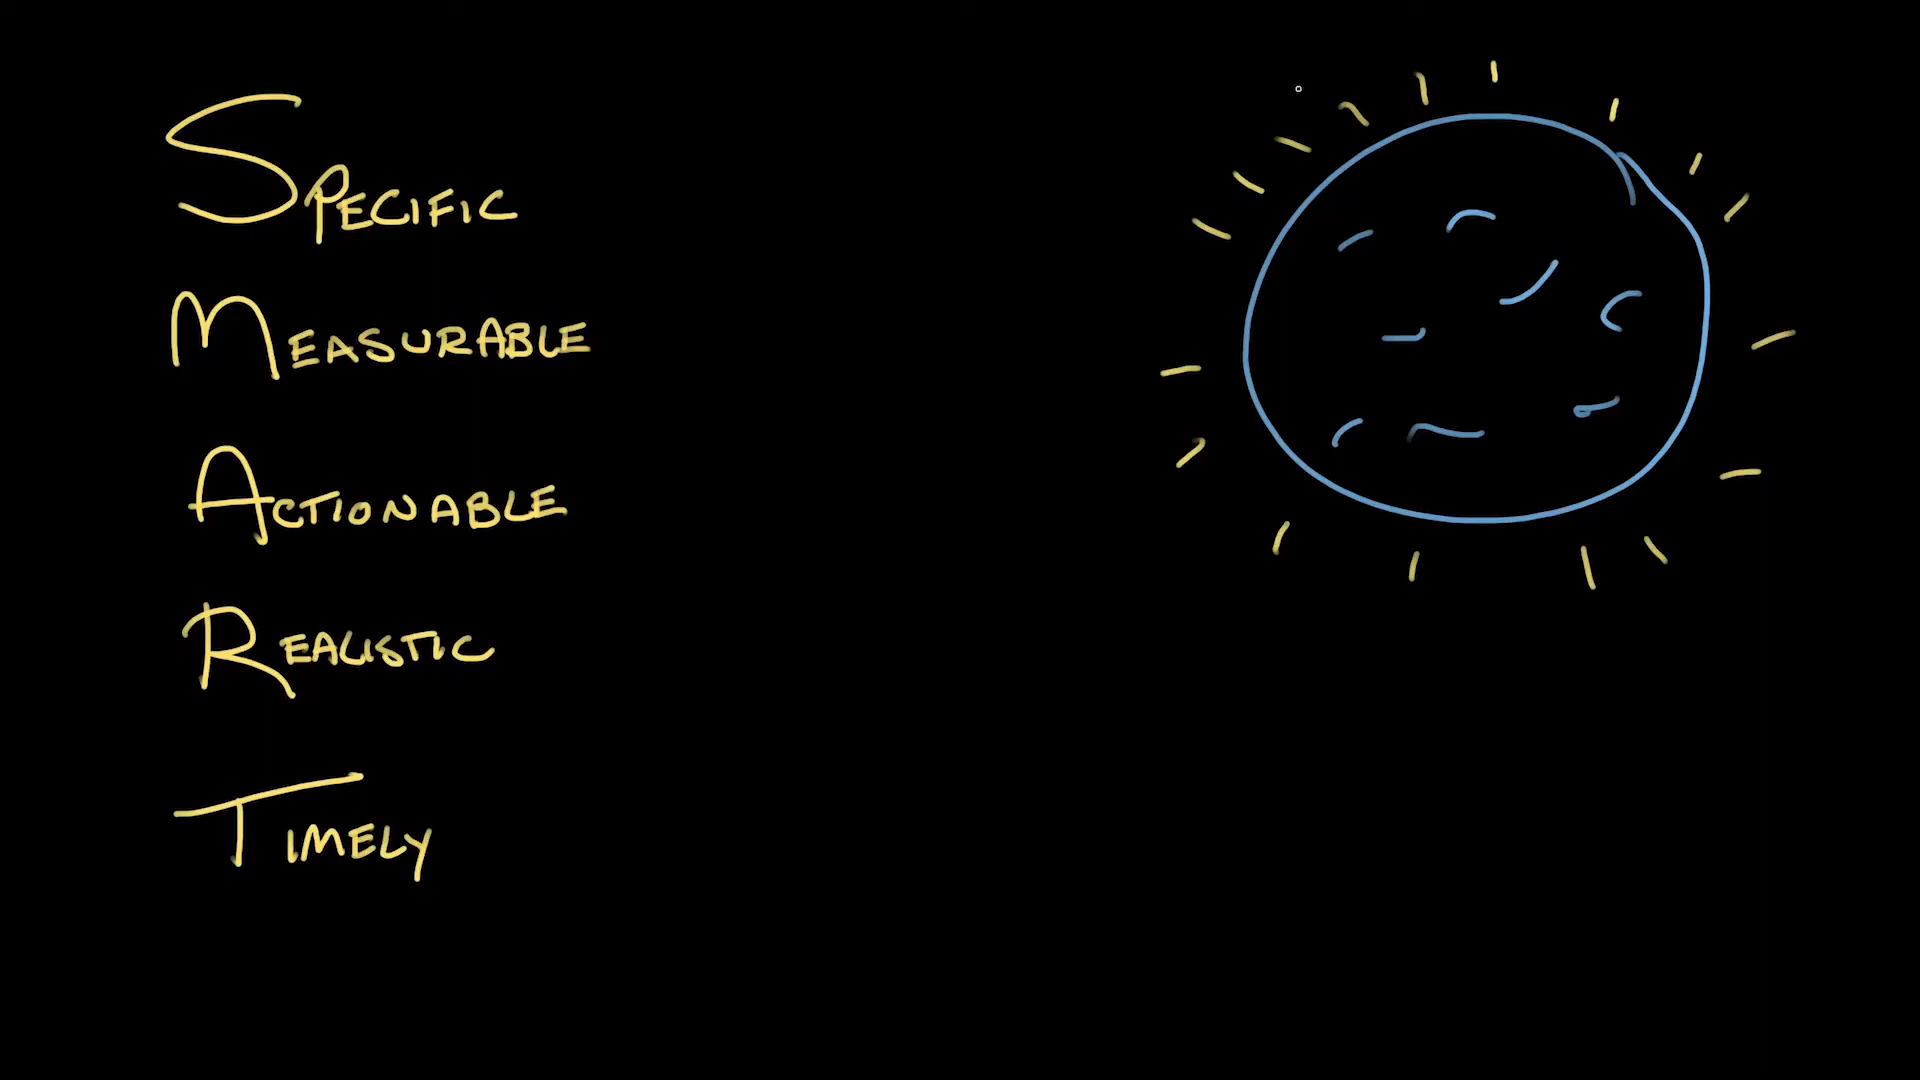 Specific
Measurable
Actionable
Realistic
Timely